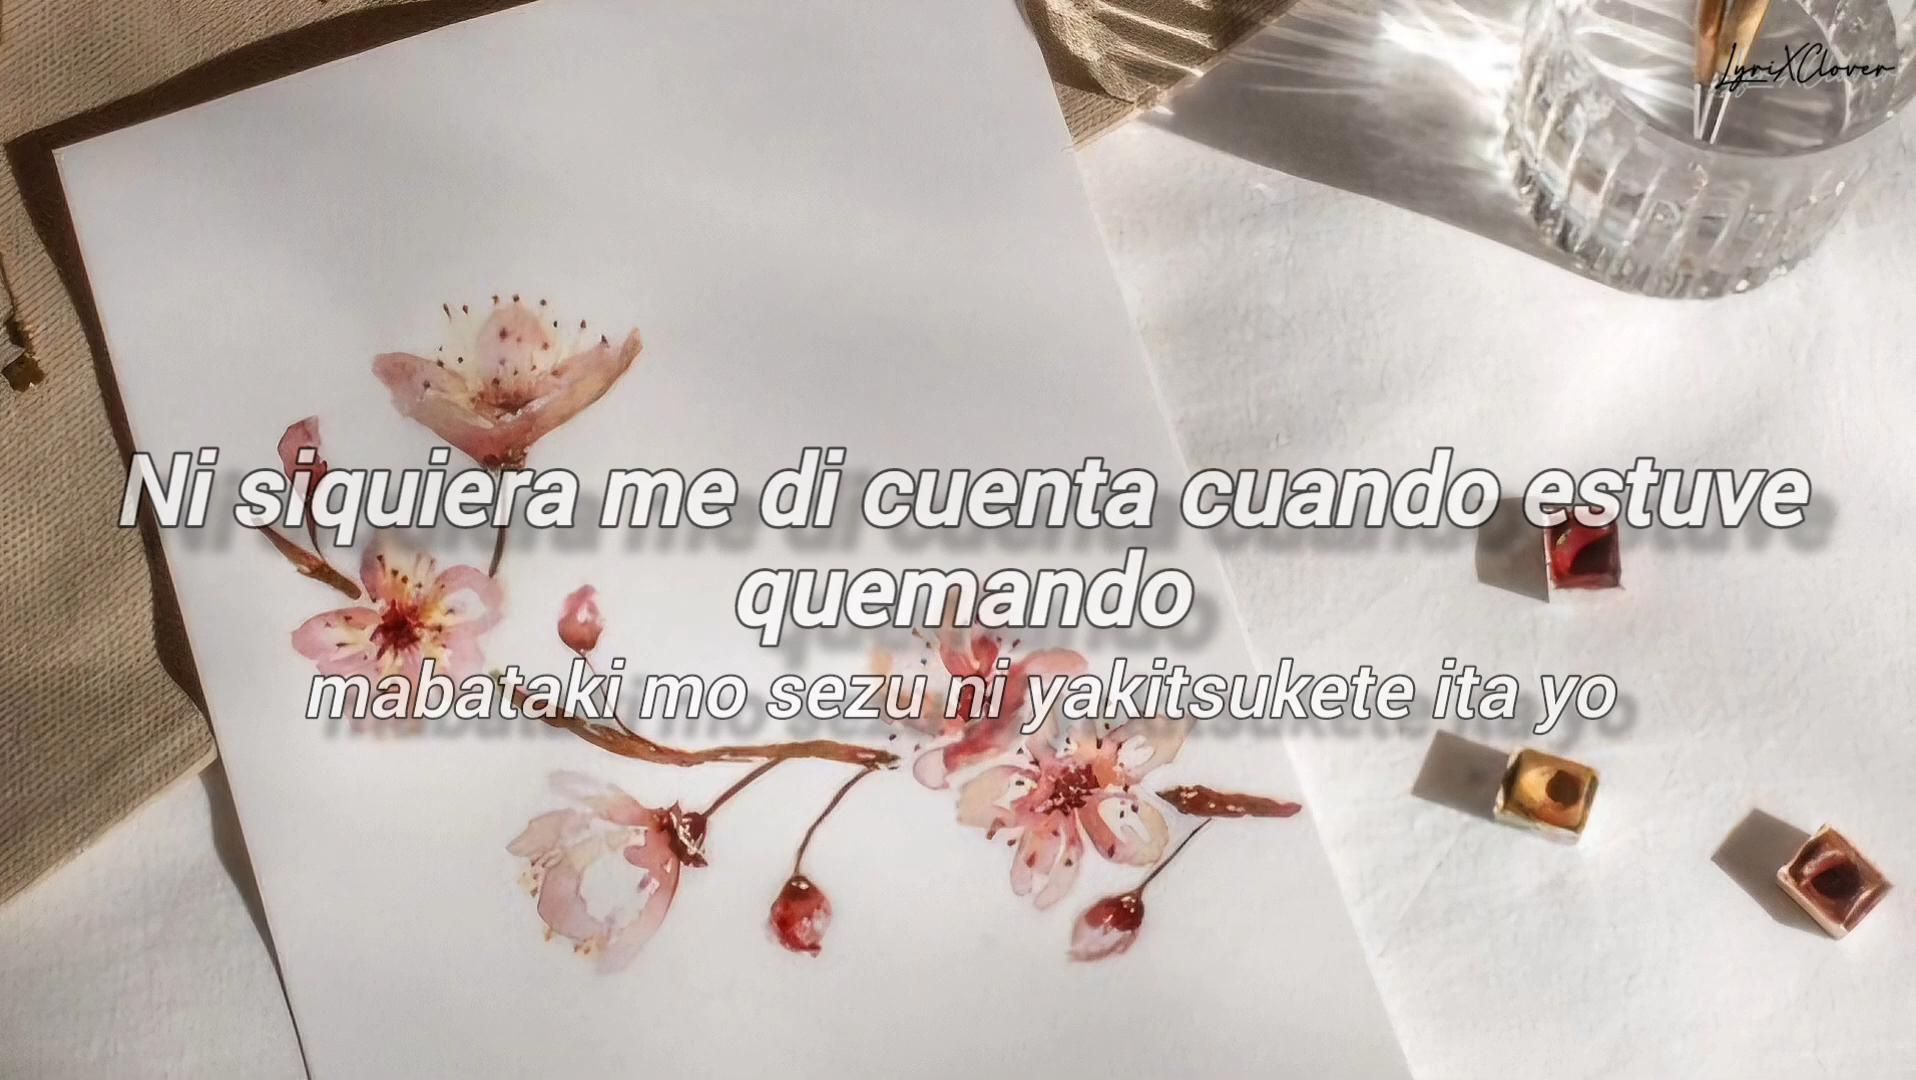 LyriXClover
Ni siquiera me di cuenta cuando estuve
quemando
mabataki mo sezu ni yakitsukete ita yo